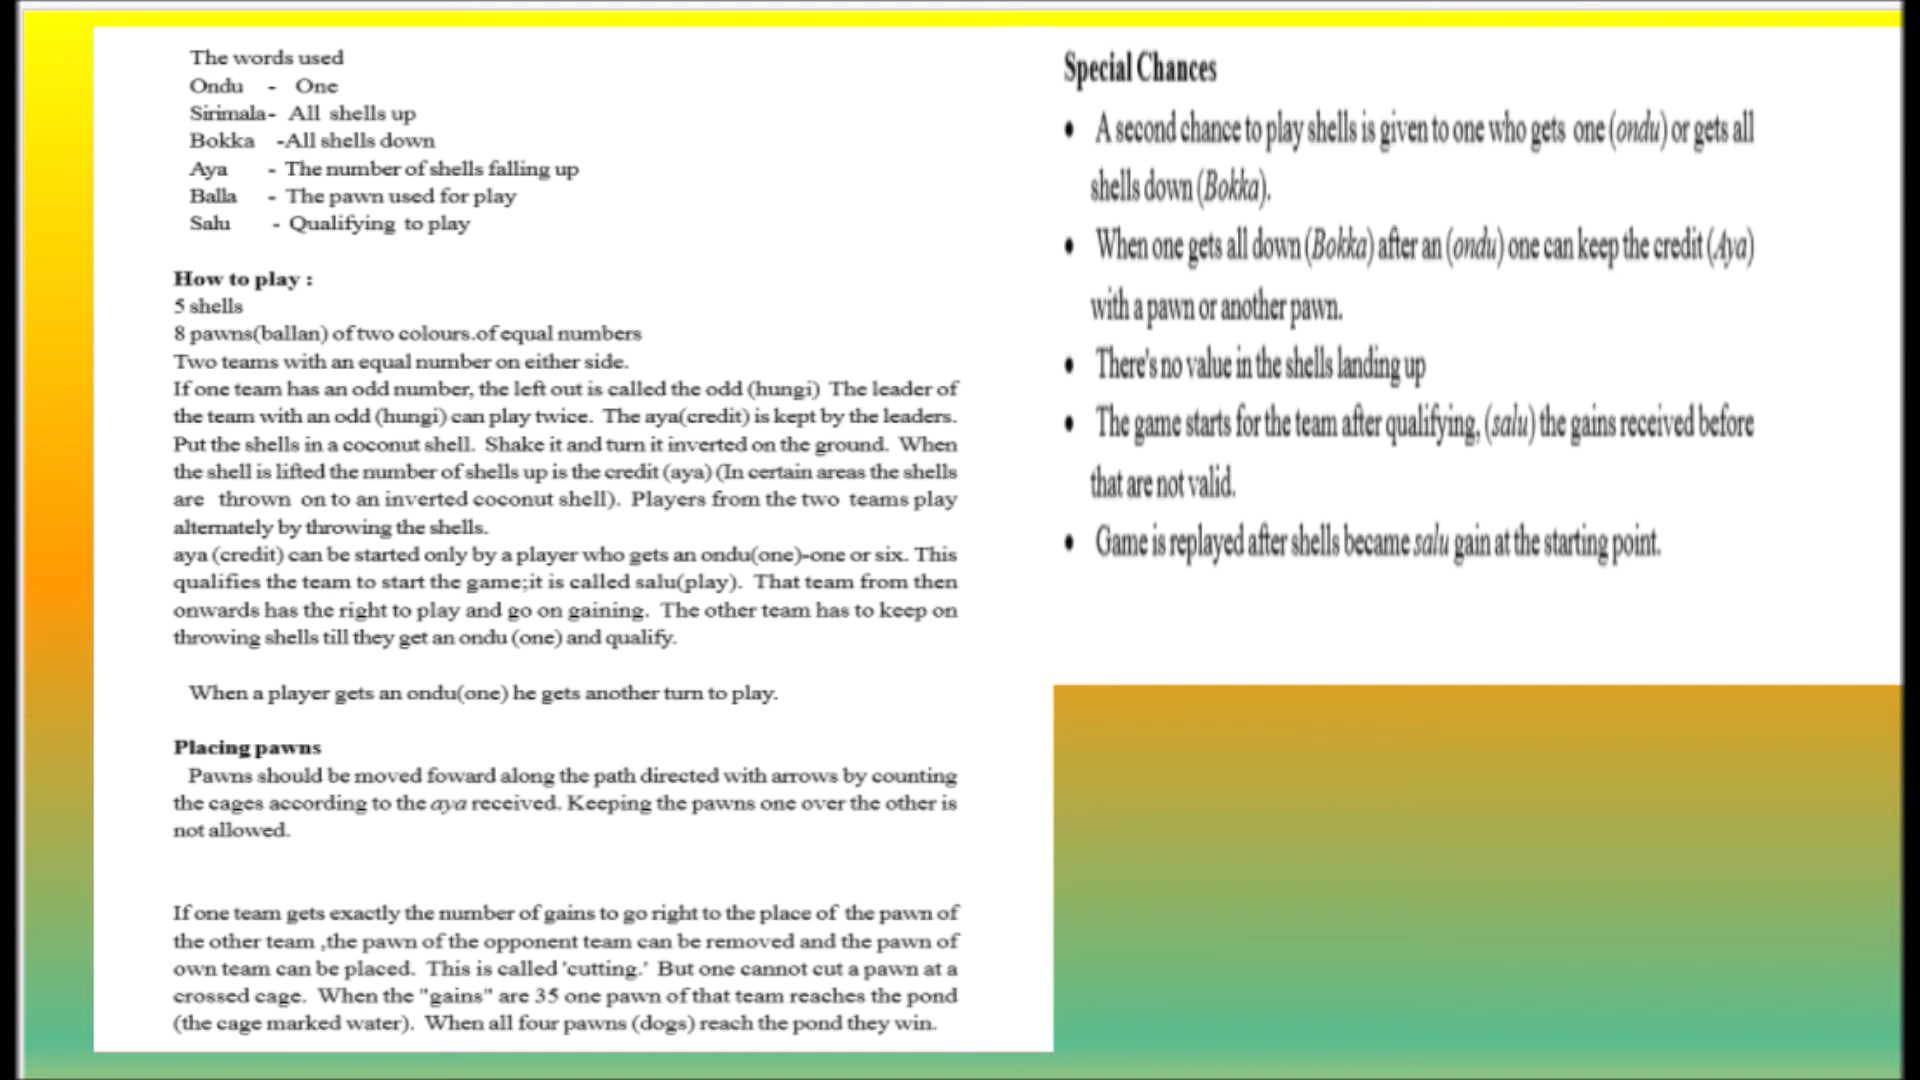 The words used
Ondu - One
Sirimala- All shells up
Bokka -All shells down
Aya - The number of shells falling up
Balla - The pawn used for play
Salu - Qualifying to play
How to play :
5 shells
8 pawns(ballan) of two colours.of equal numbers
Two teams with an equal number on either side.
If one team has an odd number, the left out is called the odd (hungi) The leader of
the team with an odd (hungi) can play twice. The aya(credit) is kept by the leaders.
Put the shells in a coconut shell. Shake it and turn it inverted on the ground. When
the shell is lifted the number of shells up is the credit (aya) (In certain areas the shells
are thrown on to an inverted coconut shell). Players from the two teams play
alternately by throwing the shells.
aya (credit) can be started only by a player who gets an ondu(one)-one or six. This
qualifies the team to start the game;it is called salu(play). That team from then
onwards has the right to play and go on gaining. The other team has to keep on
throwing shells till they get an ondu (one) and qualify.
When a player gets an ondu(one) he gets another turn to play.
Placing pawns
Pawns should be moved foward along the path directed with arrows by counting
the cages according to the aya received. Keeping the pawns one over the other is
not allowed.
If one team gets exactly the number of gains to go right to the place of the pawn of
the other team ,the pawn of the opponent team can be removed and the pawn of
own team can be placed. This is called 'cutting.' But one cannot cut a pawn at a
crossed cage. When the "gains" are 35 one pawn of that team reaches the pond
(the cage marked water). When all four pawns (dogs) reach the pond they win.
Special Chances
• A second chance to play shells is given to one who gets one (ondu) or gets all
shells down (Bokka).
• When one gets all down (Bokka) after an (ondu) one can keep the credit (Aya)
with a pawn or another pawn.
• There's no value in the shells landing up
• The game starts for the team after qualifying, (salu) the gains received before
that are not valid.
• Game is replayed after shells became salu gain at the starting point.